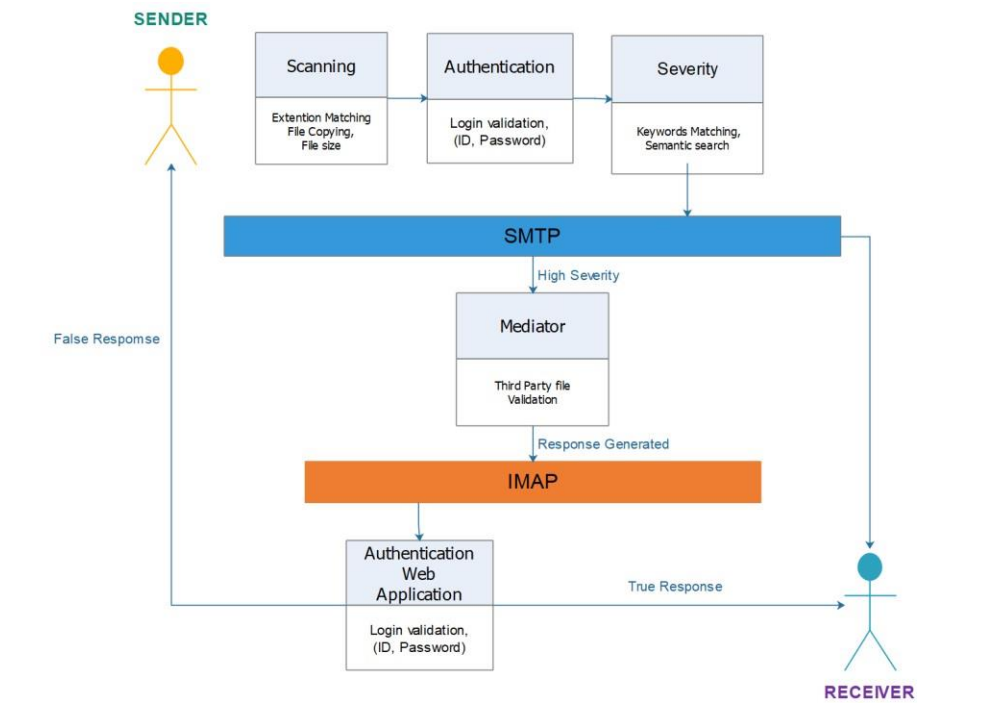 SENDER
Scanning
Extention Matching
File Copying,
File size
Authentication
Login validation,
(ID, Password)
Severity
Keywords Matching,
Semantic search
SMTP
High Severity
Mediator
Third Party file
Validation
False Respomse
Response Generated
IMAP
Authentication
Web
Application
Login validation,
(ID, Password)
True Response
RECEIVER